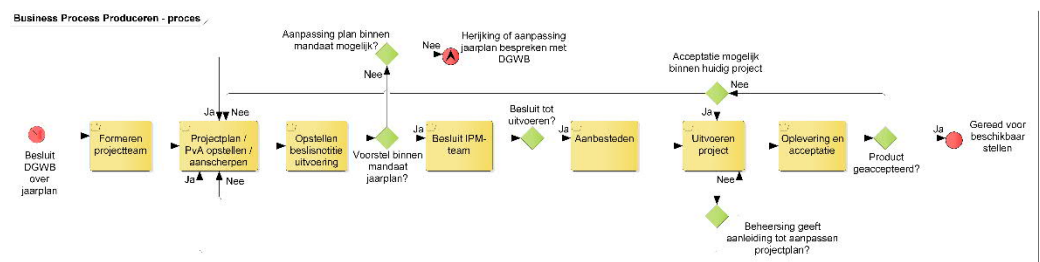 Business Process Produceren - proces
Aanpassing plan binnen
mandaat mogelijk?
Nee
Herijking of aanpassing
jaarplan bespreken met
DGWB
Acceptatie mogelijk
binnen huidig project
Nee
Nee
Ja
Nee
Besluit tot
uitvoeren?
Ja
Ja
Ja
Ja
Gereed voor
beschikbaar
stellen
Besluit
DGWB
over
jaarplan
Formeren
projectteam
Projectplan /
PvA opstellen /
aanscherpen
Opstellen
beslisnotitie
uitvoering
Voorstel binnen
mandaat
jaarplan?
Besluit IPM-
team
Aanbesteden
Uitvoeren
project
Oplevering en
acceptatie
Product
geaccepteerd?
Ja
Nee
Nee
Beheersing geeft
aanleiding tot aanpassen
projectplan?